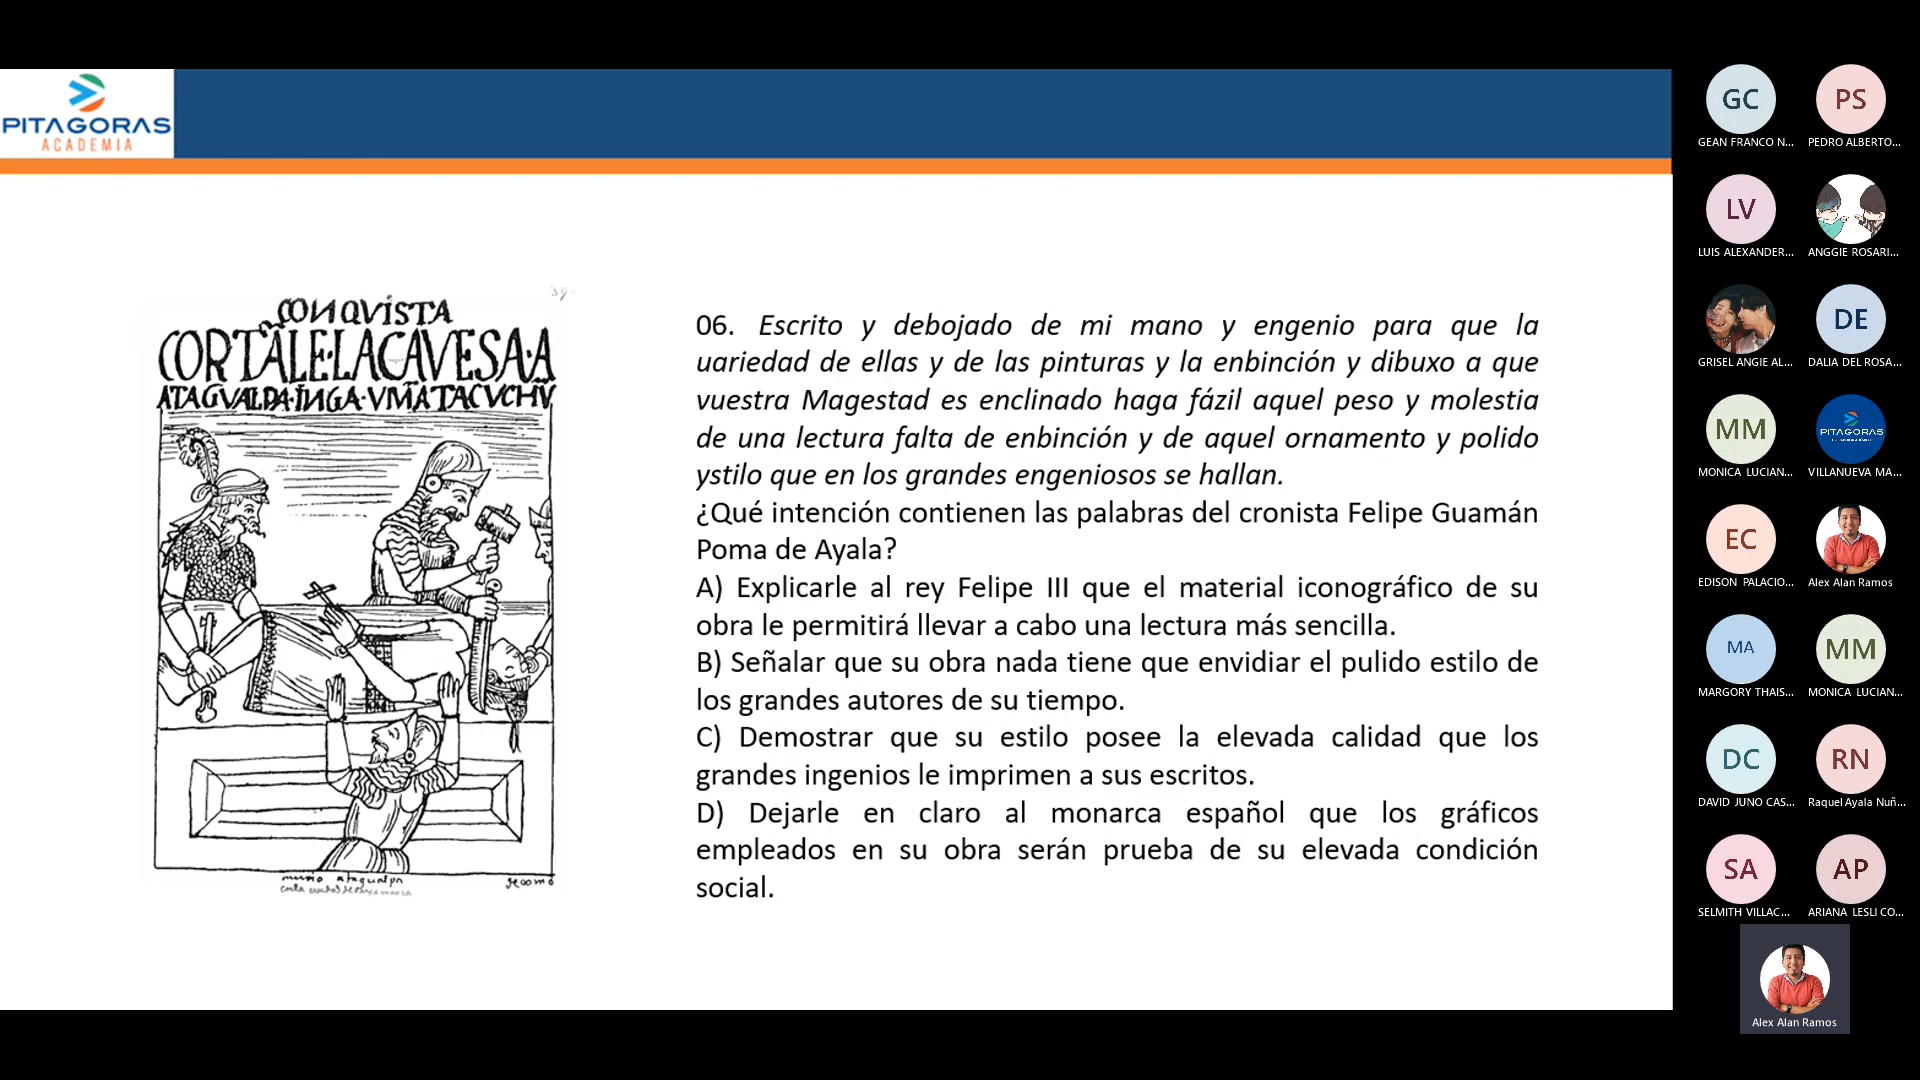 PITAGORAS
ACADEMIA
CONQVISTA
CORTALE·LACAVESA·A
ATAGVALPA·INGA·VMATACVCHV
murio atagualpa
06. Escrito y debojado de mi mano y engenio para que la
uariedad de ellas y de las pinturas y la enbinción y dibuxo a que
vuestra Magestad es enclinado haga fázil aquel peso y molestia
de una lectura falta de enbinción y de aquel ornamento y polido
ystilo que en los grandes engeniosos se hallan.
¿Qué intención contienen las palabras del cronista Felipe Guamán
Poma de Ayala?
A) Explicarle al rey Felipe III que el material iconográfico de su
obra le permitirá llevar a cabo una lectura más sencilla.
B) Señalar que su obra nada tiene que envidiar el pulido estilo de
los grandes autores de su tiempo.
C) Demostrar que su estilo posee la elevada calidad que los
grandes ingenios le imprimen a sus escritos.
D) Dejarle en claro al monarca español que los gráficos
empleados en su obra serán prueba de su elevada condición
social.
GC
PS
GEAN FRANCO N...
PEDRO ALBERTO...
LV
LUIS ALEXANDER...
ANGGIE ROSARI...
DE
GRISEL ANGIE AL...
DALIA DEL ROSA...
MM
PITAGORAS
MONICA LUCIAN...
VILLANUEVA MA...
EC
EDISON PALACIO...
Alex Alan Ramos
MA
MM
MARGORY THAIS...
MONICA LUCIAN...
DC
RN
DAVID JUNO CAS...
Raquel Ayala Nuñ...
SA
AP
SELMITH VILLAC...
ARIANA LESLI CO...
Alex Alan Ramos